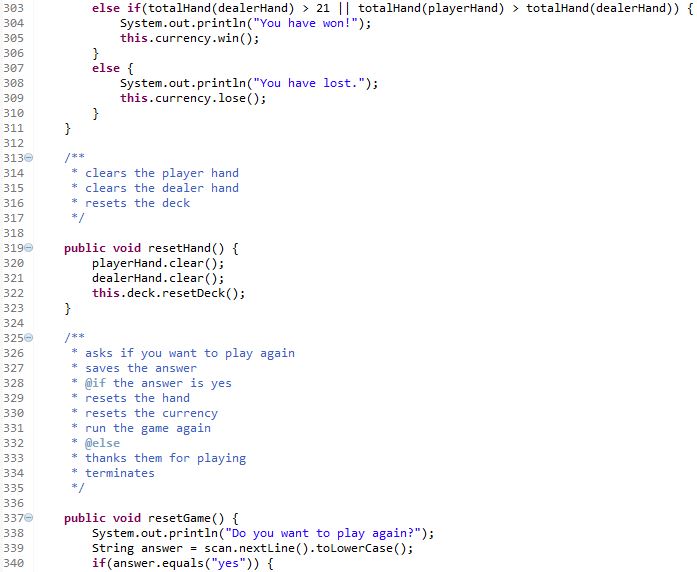 303 else if(totalHand(dealerHand) > 21 || totalHand(playerHand) > totalHand(dealerHand)) {
304 System.out.println("You have won!");
305 this.currency.win();
306 }
307 else {
308 System.out.println("You have lost.");
309 this.currency.lose();
310 }
311 }
312
313 /**
314 * clears the player hand
315 * clears the dealer hand
316 * resets the deck
317 */
318
319 public void resetHand() {
320 playerHand.clear();
321 dealerHand.clear();
322 this.deck.resetDeck();
323 }
324
325 /**
326 * asks if you want to play again
327 * saves the answer
328 * @if the answer is yes
329 * resets the hand
330 * resets the currency
331 * run the game again
332 * @else
333 * thanks them for playing
334 * terminates
335 */
336
337 public void resetGame() {
338 System.out.println("Do you want to play again?");
339 String answer = scan.nextLine().toLowerCase();
340 if(answer.equals("yes")) {